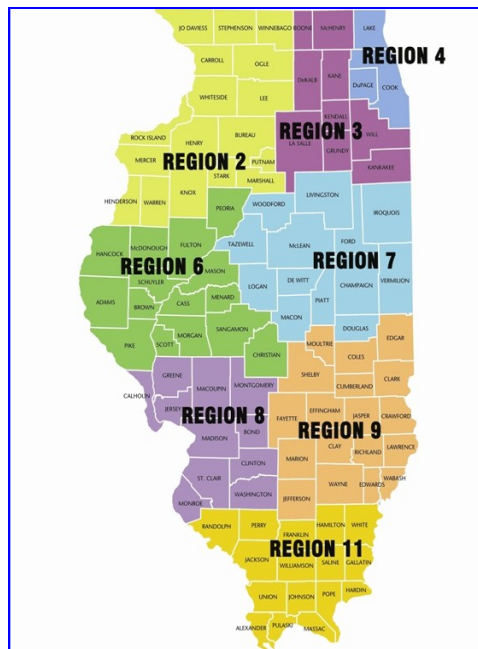 JO DAVIESS STEPHENSON WINNEBAGO BOONE McHENRY LAKE
REGION 4
CARROLL OGLE
DeKALB KANE DuPAGE COOK
WHITESIDE LEE
KENDALL
REGION 3
ROCK ISLAND HENRY BUREAU LA SALLE GRUNDY WILL
MERCER REGION 2 PUTNAM KANKAKEE
STARK MARSHALL
KNOX
HENDERSON WARREN PEORIA WOODFORD LIVINGSTON IROQUOIS
HANCOCK McDONOUGH FULTON TAZEWELL McLEAN FORD
REGION 6 REGION 7
MASON
SCHUYLER LOGAN DE WITT CHAMPAIGN VERMILION
ADAMS BROWN CASS MENARD PIATT
MACON
PIKE SCOTT MORGAN SANGAMON DOUGLAS EDGAR
MOULTRIE
CHRISTIAN COLES
GREENE SHELBY CLARK
CALHOUN MACOUPIN MONTGOMERY CUMBERLAND
JERSEY REGION 8 FAYETTE EFFINGHAM JASPER CRAWFORD
MADISON BOND REGION 9
CLAY LAWRENCE
RICHLAND
MARION
CLINTON
ST. CLAIR WAYNE EDWARDS WABASH
WASHINGTON
MONROE JEFFERSON
RANDOLPH PERRY FRANKLIN HAMILTON WHITE
REGION 11
JACKSON WILLIAMSON SALINE GALLATIN
UNION JOHNSON POPE HARDIN
ALEXANDER PULASKI MASSAC